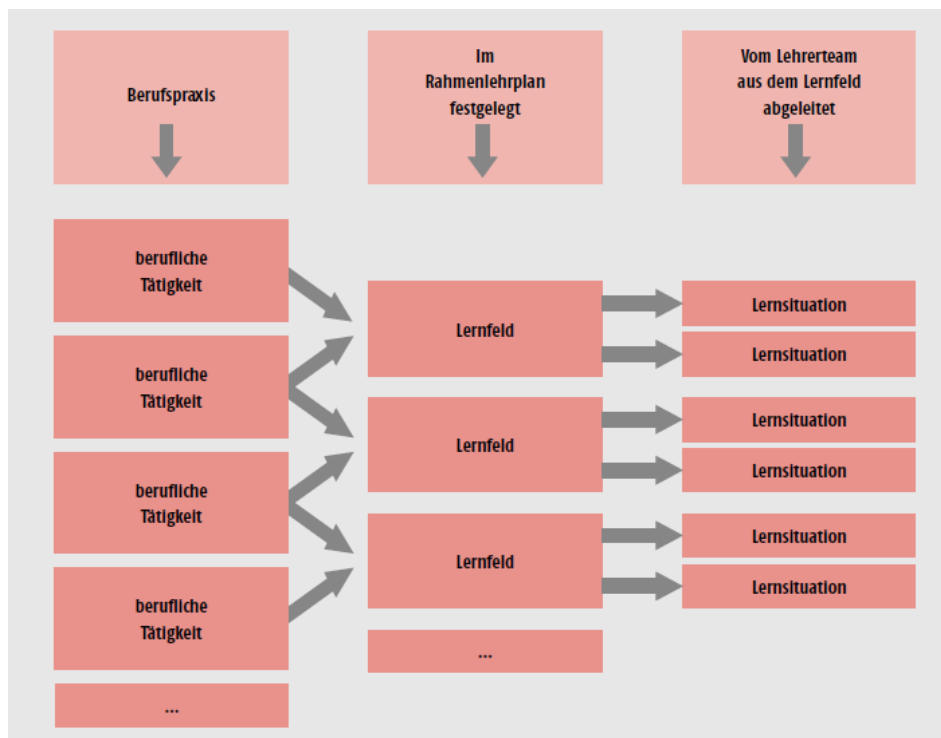 Berufspraxis
Im
Rahmenlehrplan
festgelegt
Vom Lehrerteam
aus dem Lernfeld
abgeleitet
berufliche
Tätigkeit
berufliche
Tätigkeit
berufliche
Tätigkeit
berufliche
Tätigkeit
...
Lernfeld
Lernfeld
Lernfeld
...
Lernsituation
Lernsituation
Lernsituation
Lernsituation
Lernsituation
Lernsituation